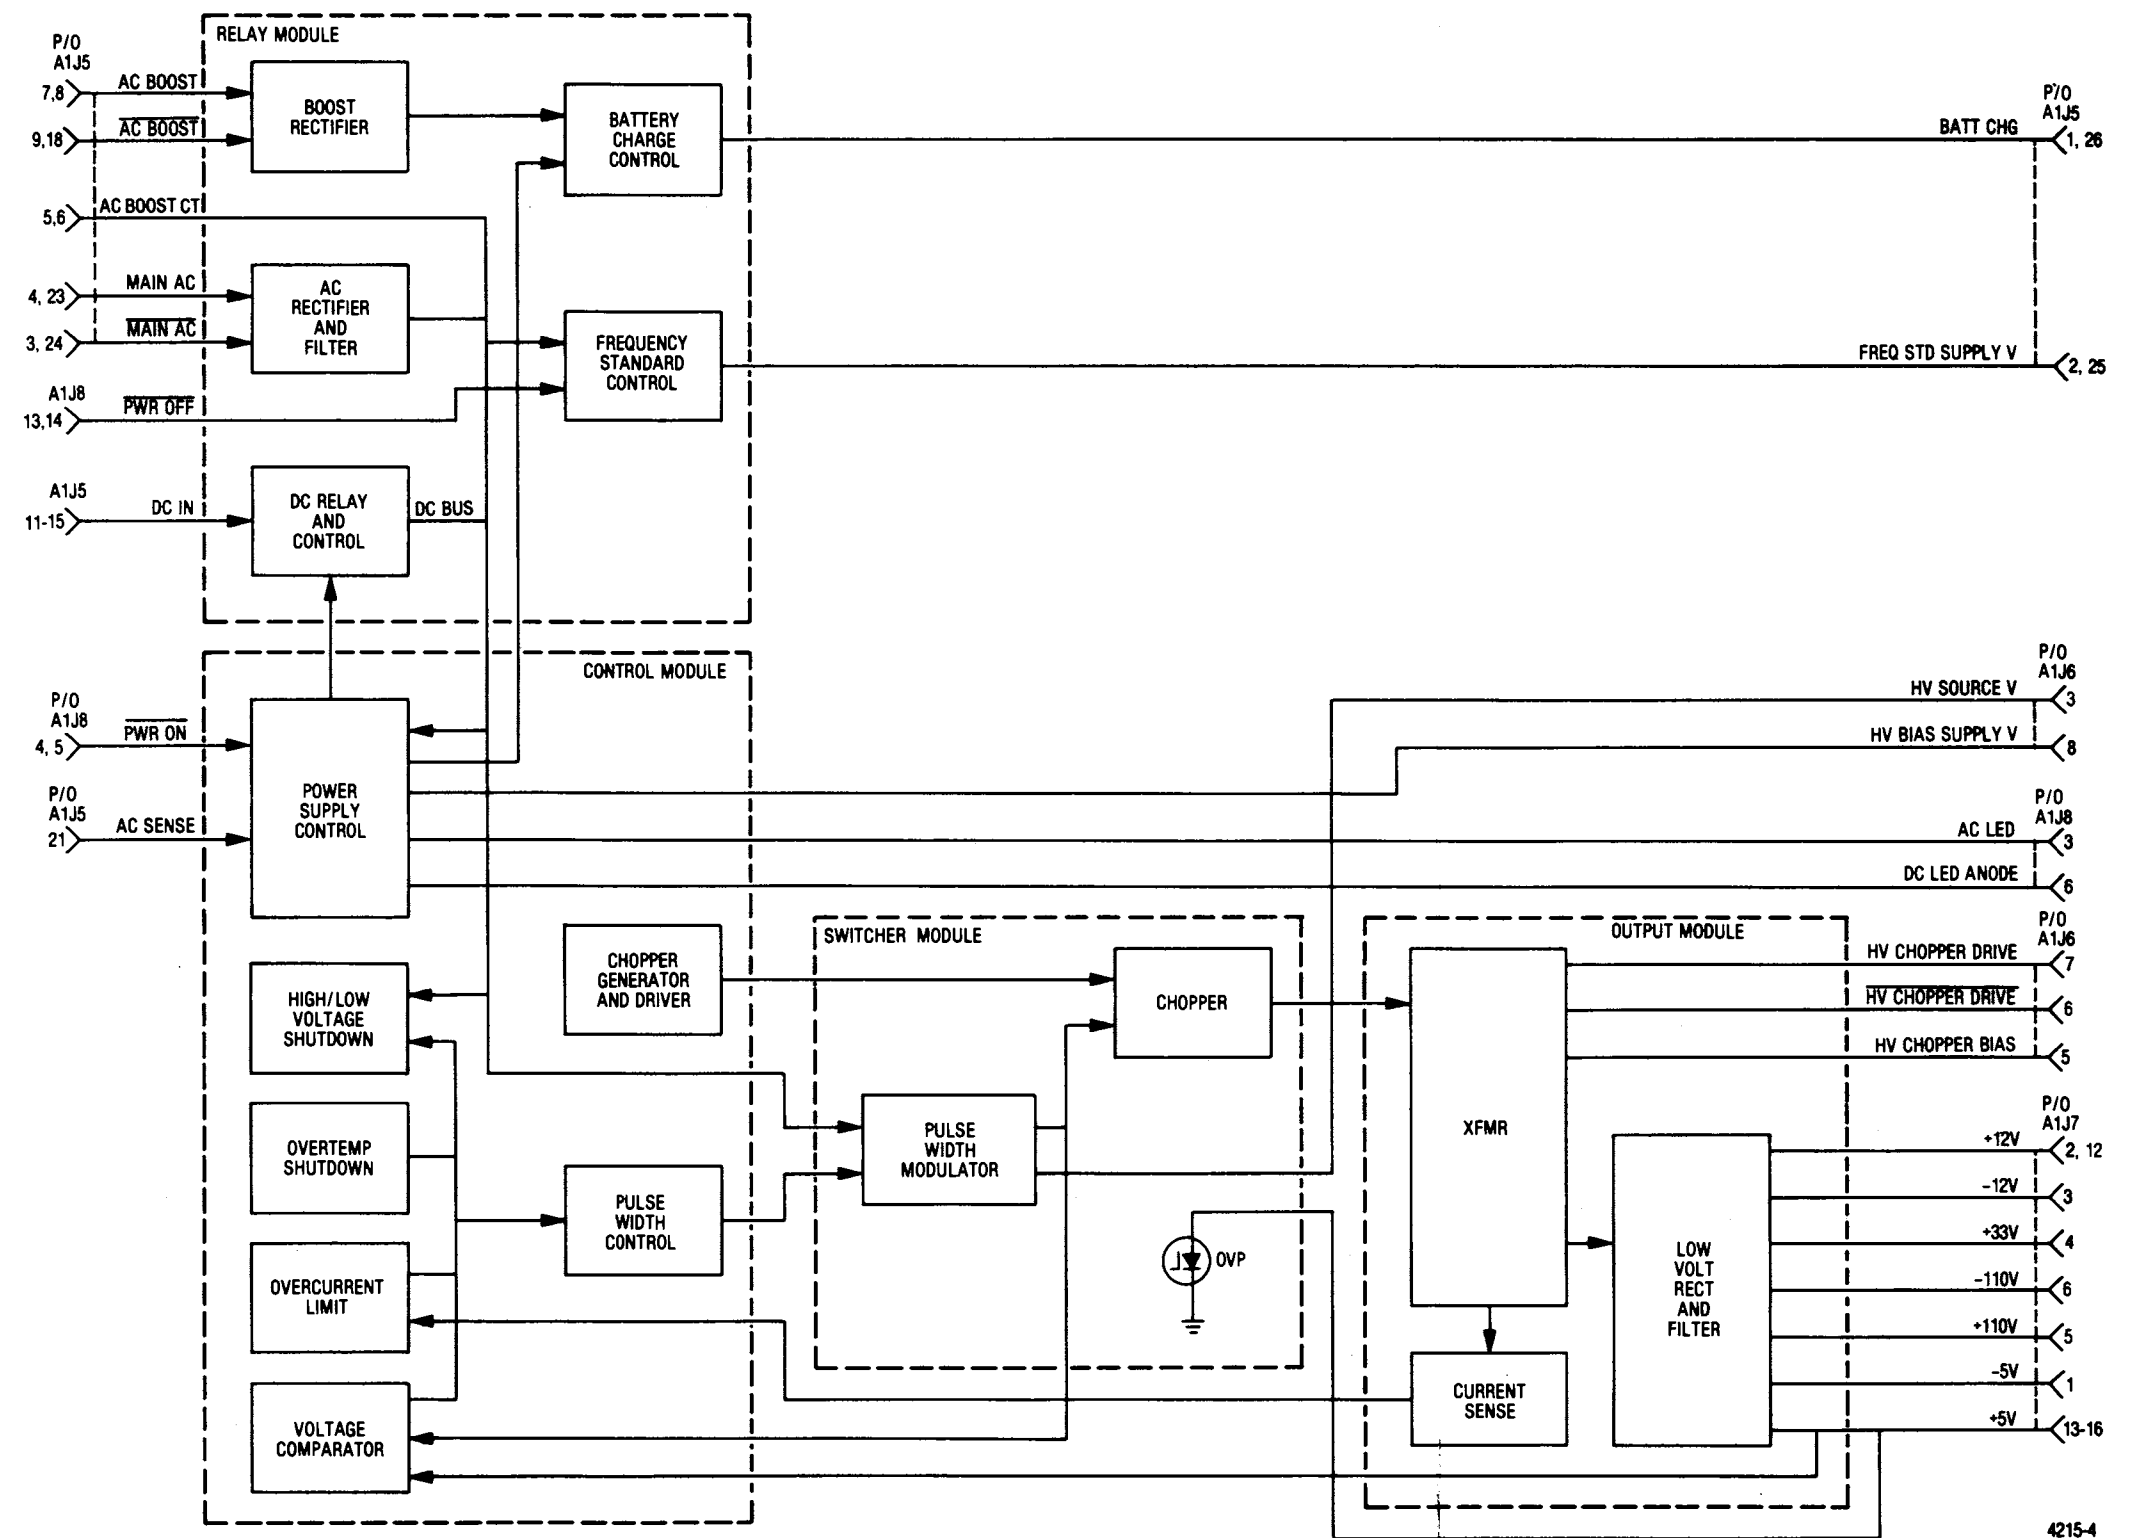 RELAY MODULE
P/O
A1J5
7,8
AC BOOST
9,18
AC BOOST
BOOST
RECTIFIER
BATTERY
CHARGE
CONTROL
P/O
A1J5
BATT CHG
1, 26
5,6
AC BOOST CT
4, 23
MAIN AC
3, 24
MAIN AC
AC
RECTIFIER
AND
FILTER
FREQUENCY
STANDARD
CONTROL
FREQ STD SUPPLY V
2, 25
A1J8
13,14
PWR OFF
A1J5
11-15
DC IN
DC RELAY
AND
CONTROL
DC BUS
CONTROL MODULE
P/O
A1J8
4, 5
PWR ON
P/O
A1J5
21
AC SENSE
POWER
SUPPLY
CONTROL
P/O
A1J6
HV SOURCE V
3
HV BIAS SUPPLY V
8
P/O
A1J8
AC LED
3
DC LED ANODE
6
HIGH/LOW
VOLTAGE
SHUTDOWN
CHOPPER
GENERATOR
AND DRIVER
SWITCHER MODULE
CHOPPER
OUTPUT MODULE
P/O
A1J6
HV CHOPPER DRIVE
7
HV CHOPPER DRIVE
6
HV CHOPPER BIAS
5
OVERTEMP
SHUTDOWN
PULSE
WIDTH
CONTROL
PULSE
WIDTH
MODULATOR
XFMR
OVP
OVERCURRENT
LIMIT
VOLTAGE
COMPARATOR
CURRENT
SENSE
LOW
VOLT
RECT
AND
FILTER
P/O
A1J7
+12V
2, 12
-12V
3
+33V
4
-110V
6
+110V
5
-5V
1
+5V
13-16
4215-4